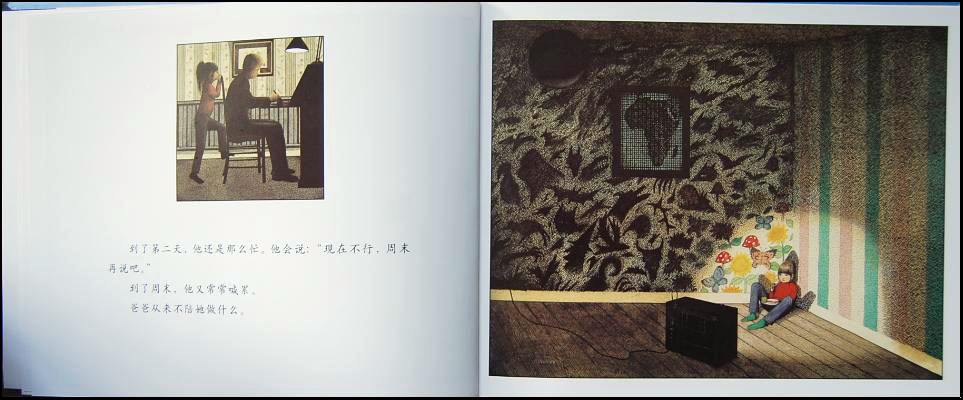 到了第二天，他还是那么忙。他会说：“现在不行，周末
再说吧。”
到了周末，他又常常喊累。
爸爸从来不陪她做什么。